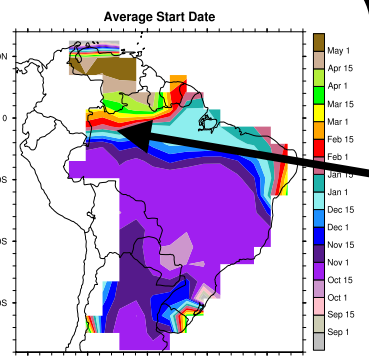 Average Start Date
May 1
Apr 15
Apr 1
Mar 15
Mar 1
Feb 15
Feb 1
Jan 15
Jan 1
Dec 15
Dec 1
Nov 15
Nov 1
Oct 15
Oct 1
Sep 15
Sep 1
N
0
S
S
S